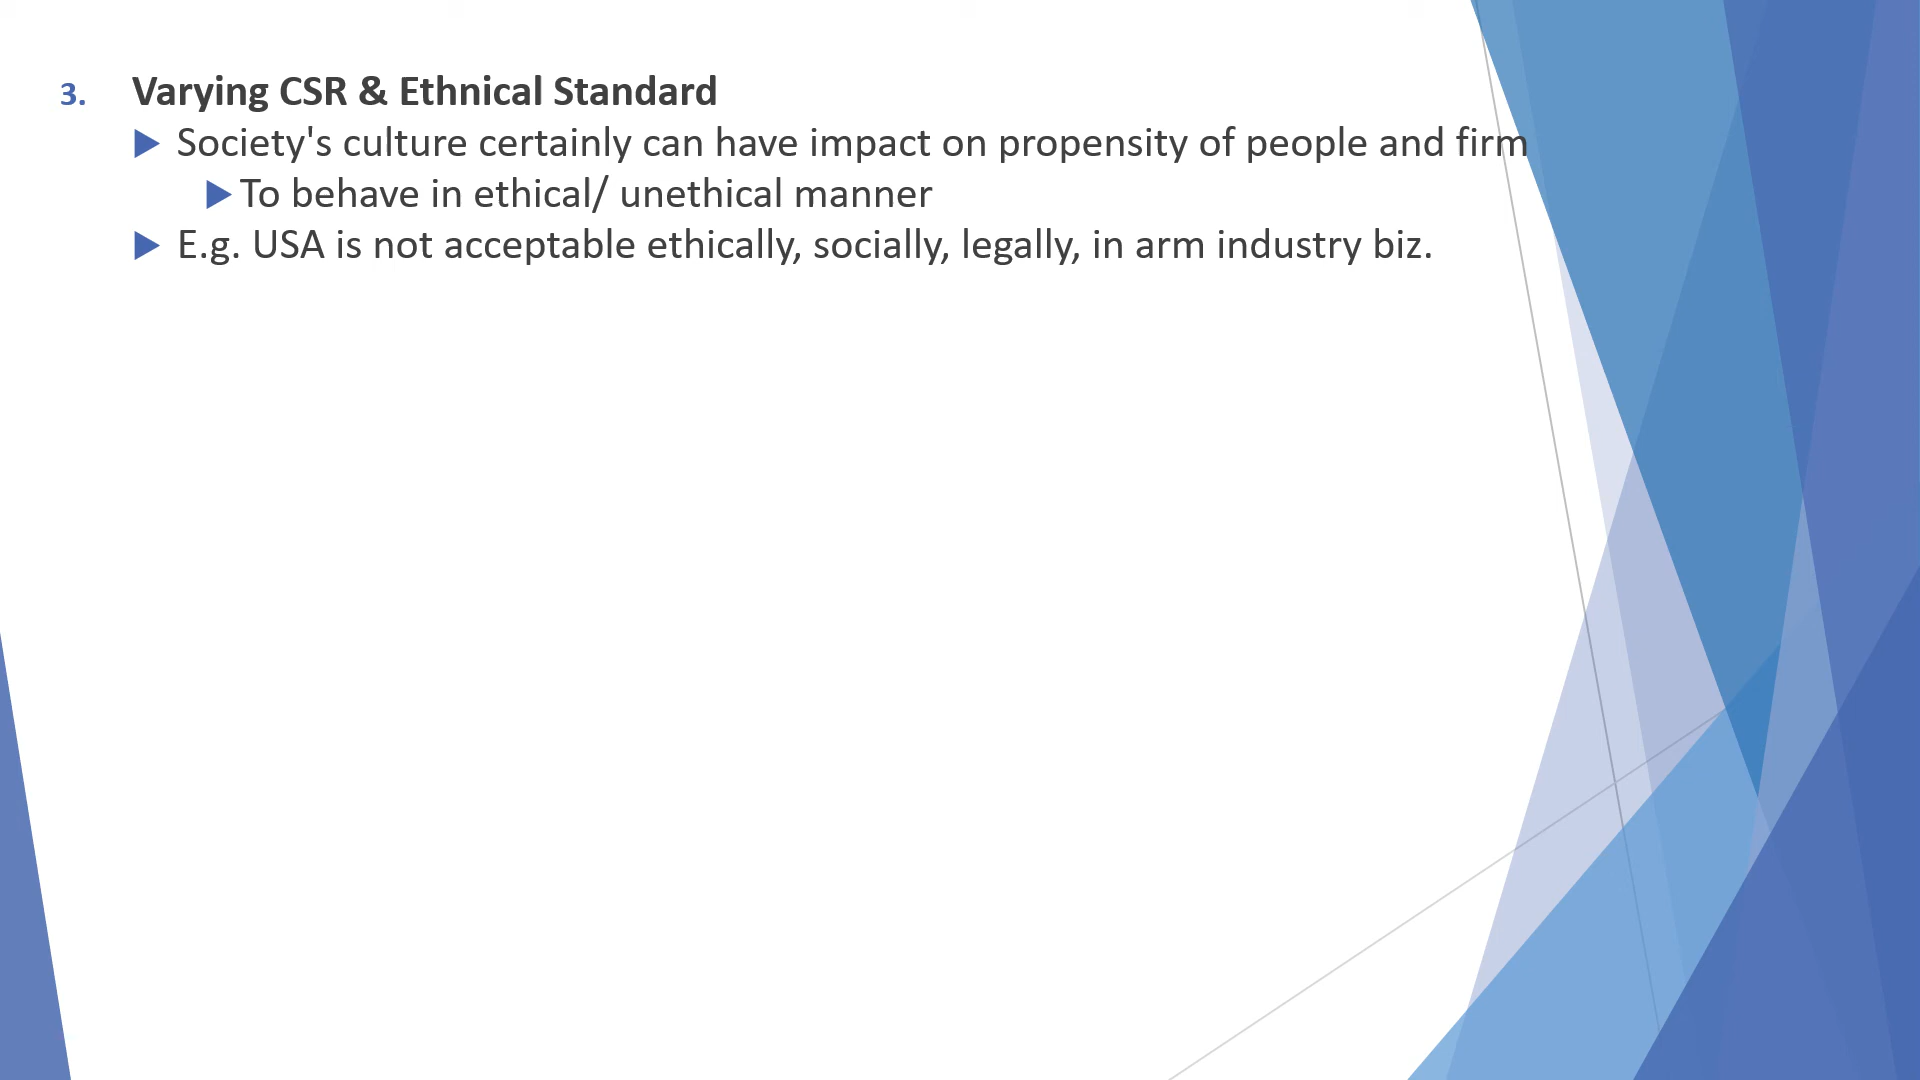 3. Varying CSR & Ethnical Standard
Society's culture certainly can have impact on propensity of people and firm
To behave in ethical/ unethical manner
E.g. USA is not acceptable ethically, socially, legally, in arm industry biz.